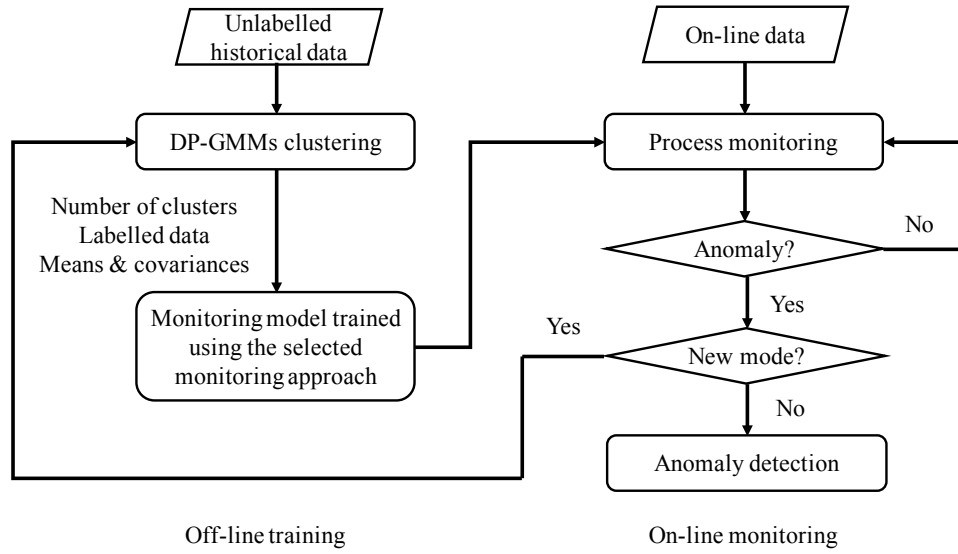 Unlabelled
historical data
On-line data
DP-GMMs clustering
Process monitoring
Number of clusters
Labelled data
Means & covariances
No
Anomaly?
Yes
Monitoring model trained
using the selected
monitoring approach
Yes
New mode?
No
Anomaly detection
Off-line training
On-line monitoring